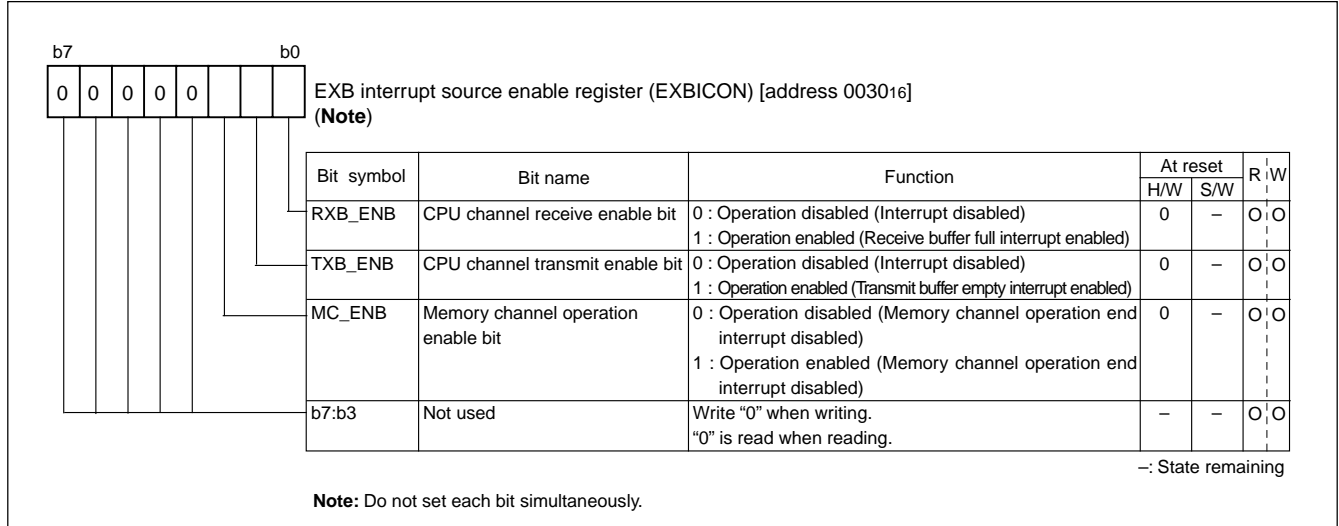 b7 b0
0 0 0 0 0
EXB interrupt source enable register (EXBICON) [address 003016]
(Note)
Bit symbol Bit name Function At reset R W
H/W S/W
RXB_ENB CPU channel receive enable bit 0 : Operation disabled (Interrupt disabled) 0 – O O
1 : Operation enabled (Receive buffer full interrupt enabled)
TXB_ENB CPU channel transmit enable bit 0 : Operation disabled (Interrupt disabled) 0 – O O
1 : Operation enabled (Transmit buffer empty interrupt enabled)
MC_ENB Memory channel operation 0 : Operation disabled (Memory channel operation end 0 – O O
enable bit interrupt disabled)
1 : Operation enabled (Memory channel operation end
interrupt disabled)
b7:b3 Not used Write “0” when writing. – – O O
“0” is read when reading.
–: State remaining
Note: Do not set each bit simultaneously.